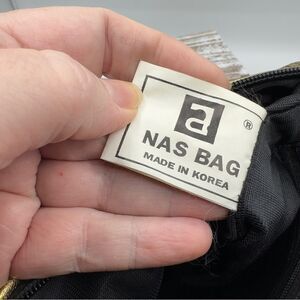 a
®
NAS BAG
MADE IN KOREA